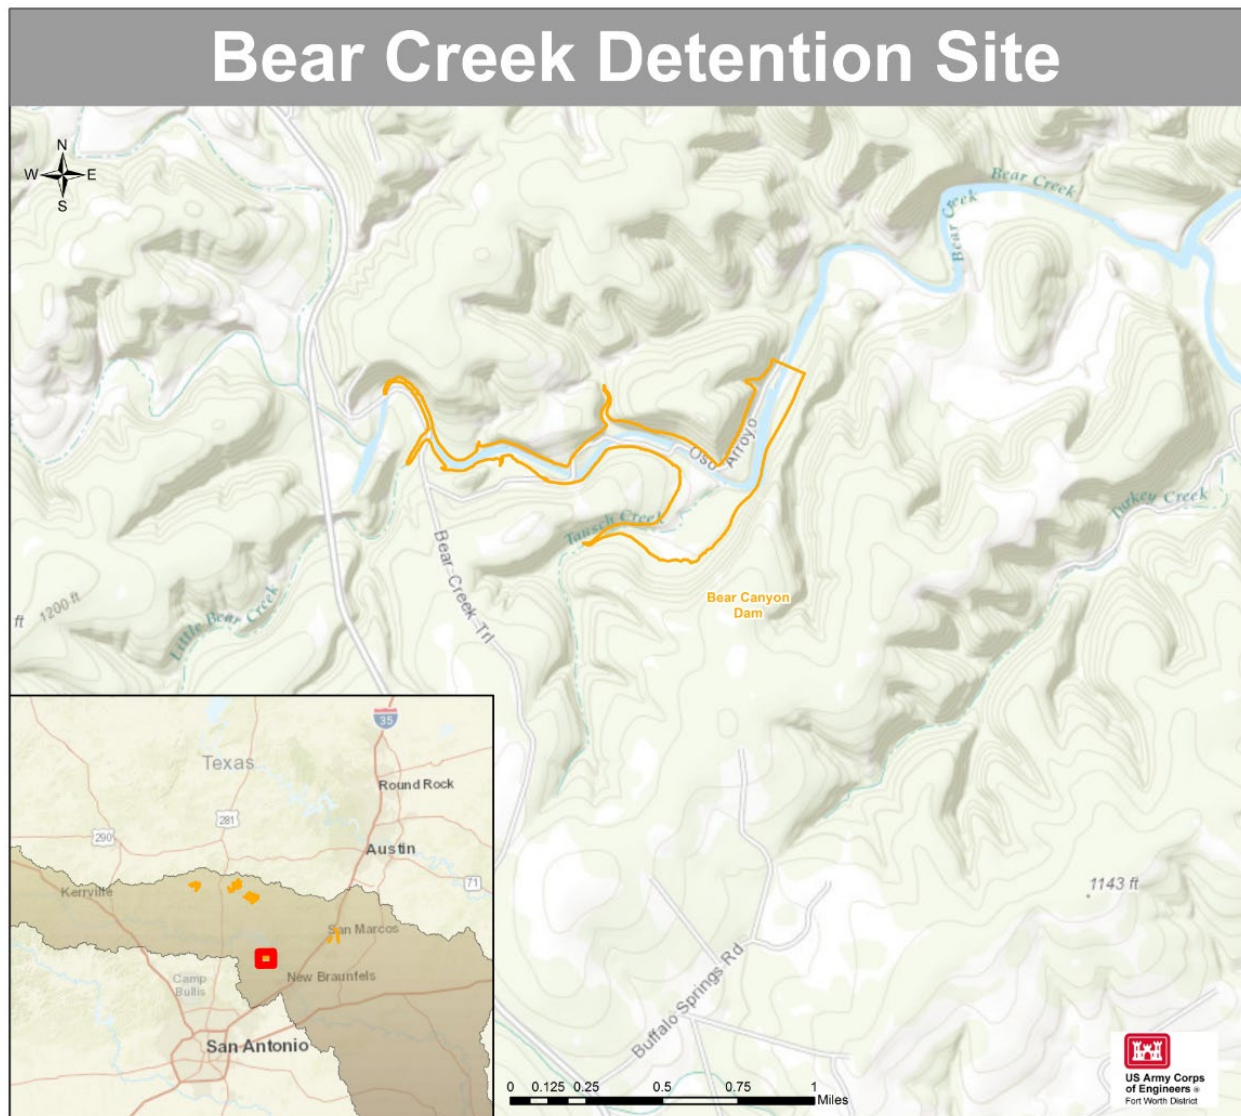 Bear Creek Detention Site
N
W
E
S
Bear Creek
Bear Creek
Oso Arroyo
Tausch Creek
Turkey Creek
Bear Creek Trl
Bear Canyon
Dam
ft
1200 ft
Little Bear Creek
1143 ft
Buffalo Springs Rd
35
Texas
Round Rock
290
281
Austin
71
Kerrville
San Marcos
Camp
Bullis
New Braunfels
San Antonio
0 0.125 0.25 0.5 0.75 1
Miles
US Army Corps
of Engineers ®
Fort Worth District